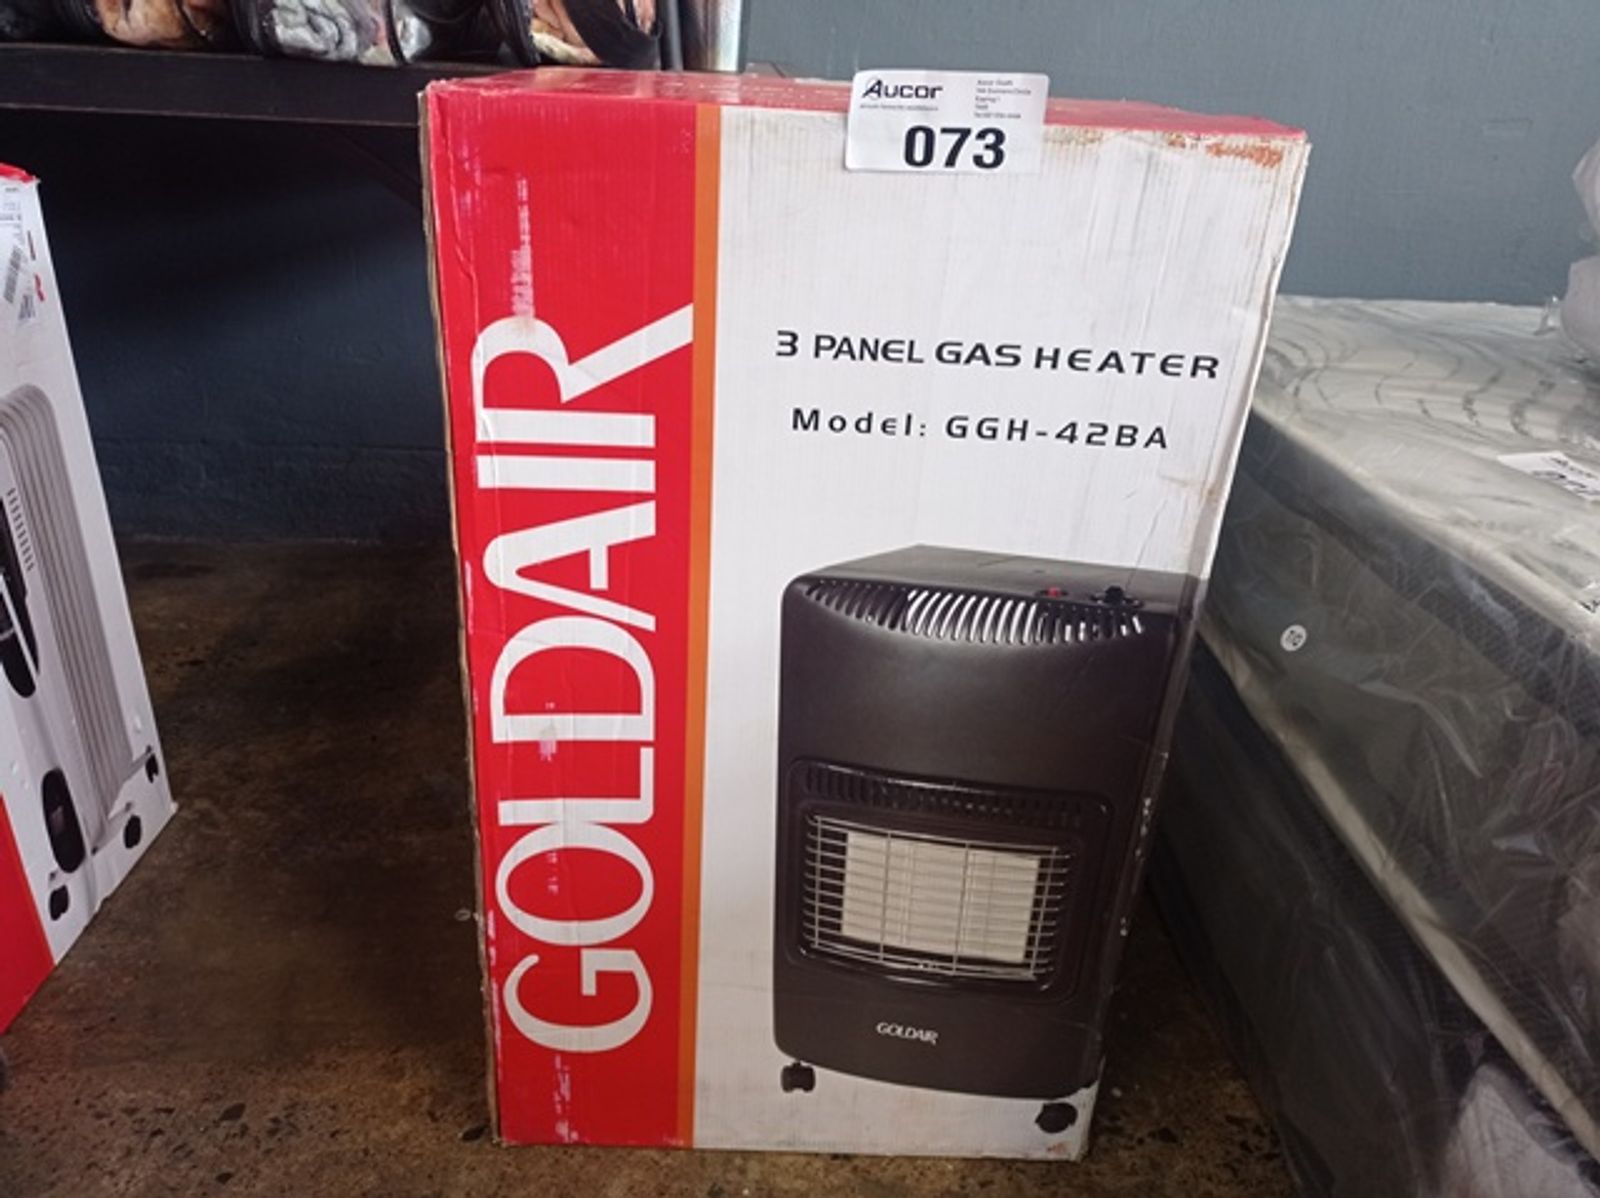 Aucor
073
GOLDAIR
3 PANEL GAS HEATER
Model: GGH-42BA
GOLDAIR